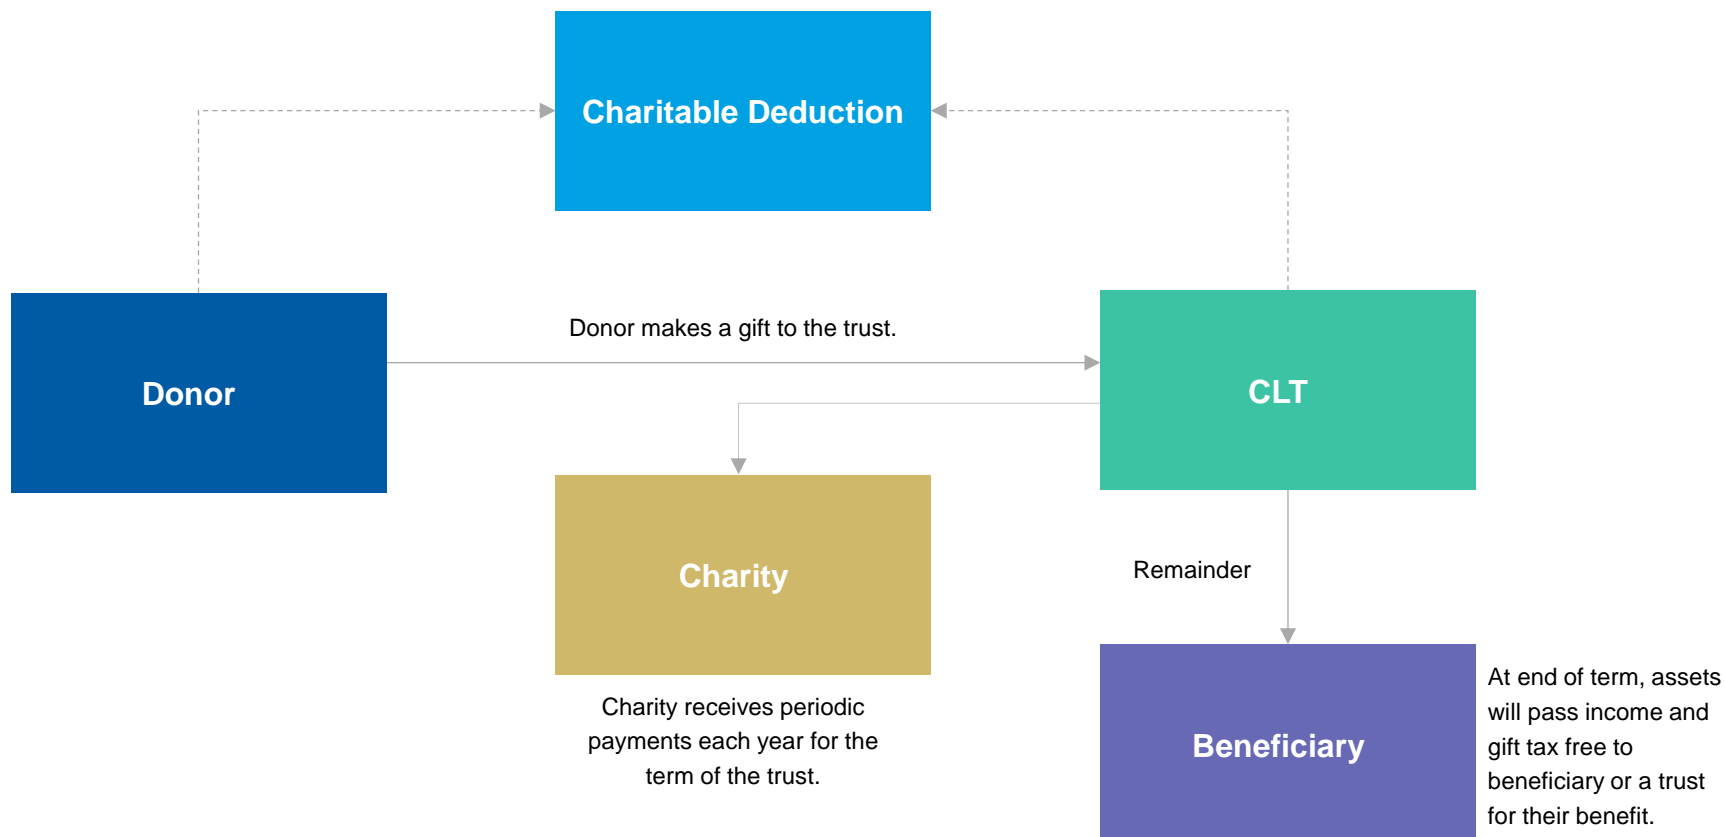 Charitable Deduction
Donor makes a gift to the trust.
Donor
CLT
Charity
Remainder
Charity receives periodic
payments each year for the
term of the trust.
Beneficiary
At end of term, assets
will pass income and
gift tax free to
beneficiary or a trust
for their benefit.